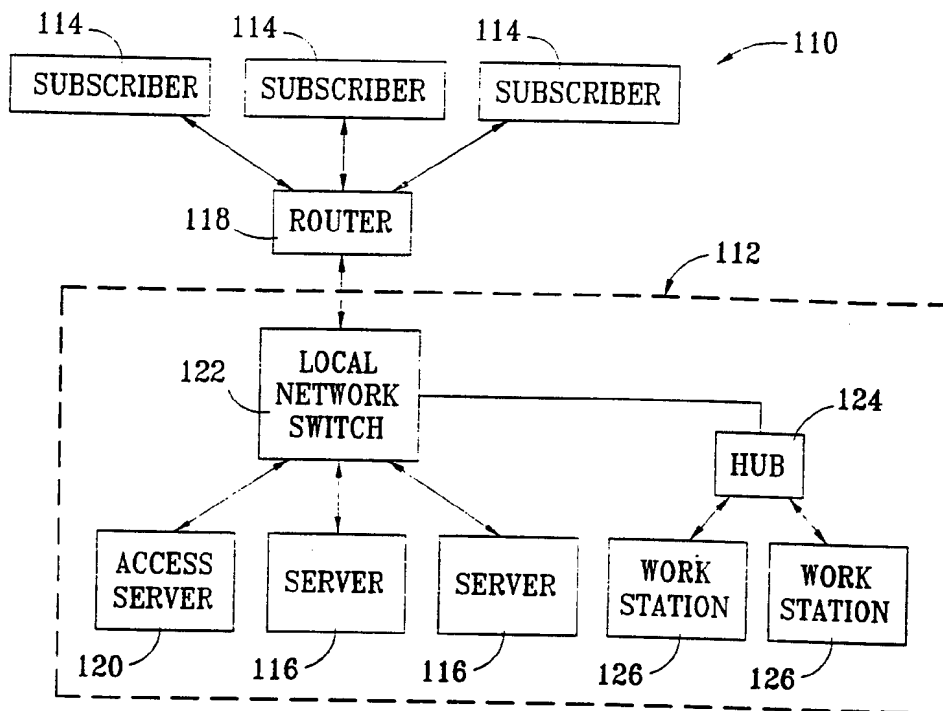 114 114 114 110
SUBSCRIBER SUBSCRIBER SUBSCRIBER
118 ROUTER
112
122
LOCAL
NETWORK
SWITCH
124
HUB
ACCESS
SERVER
SERVER
SERVER
WORK
STATION
WORK
STATION
120 116 116 126 126